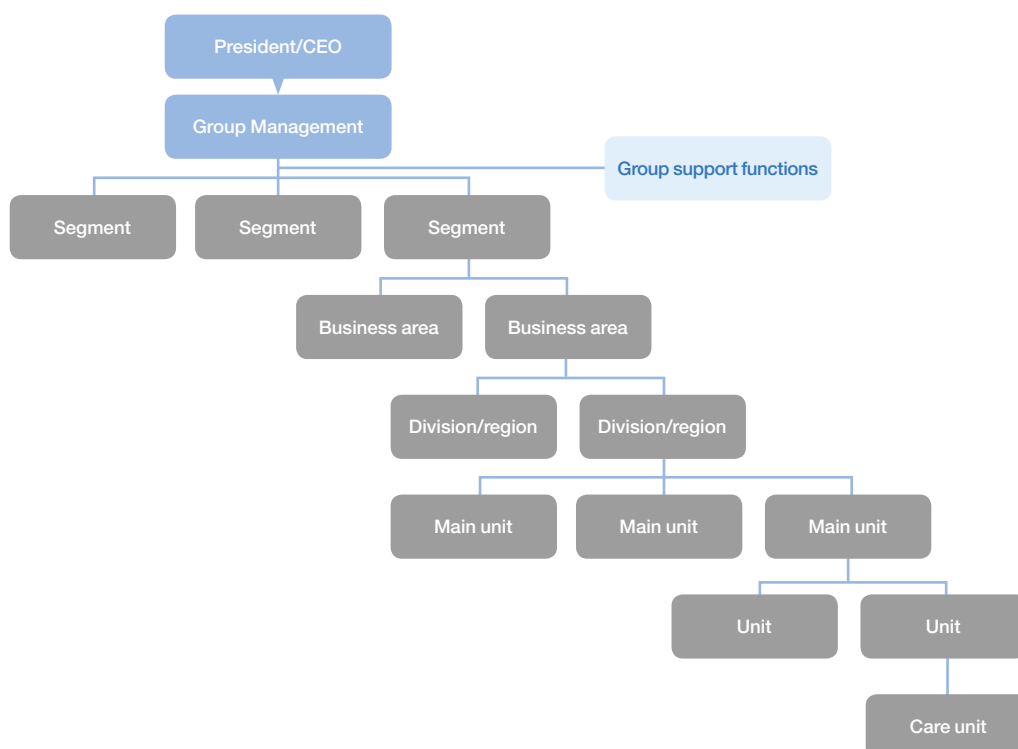 President/CEO
Group Management
Group support functions
Segment
Segment
Segment
Business area
Business area
Division/region
Division/region
Main unit
Main unit
Main unit
Unit
Unit
Care unit